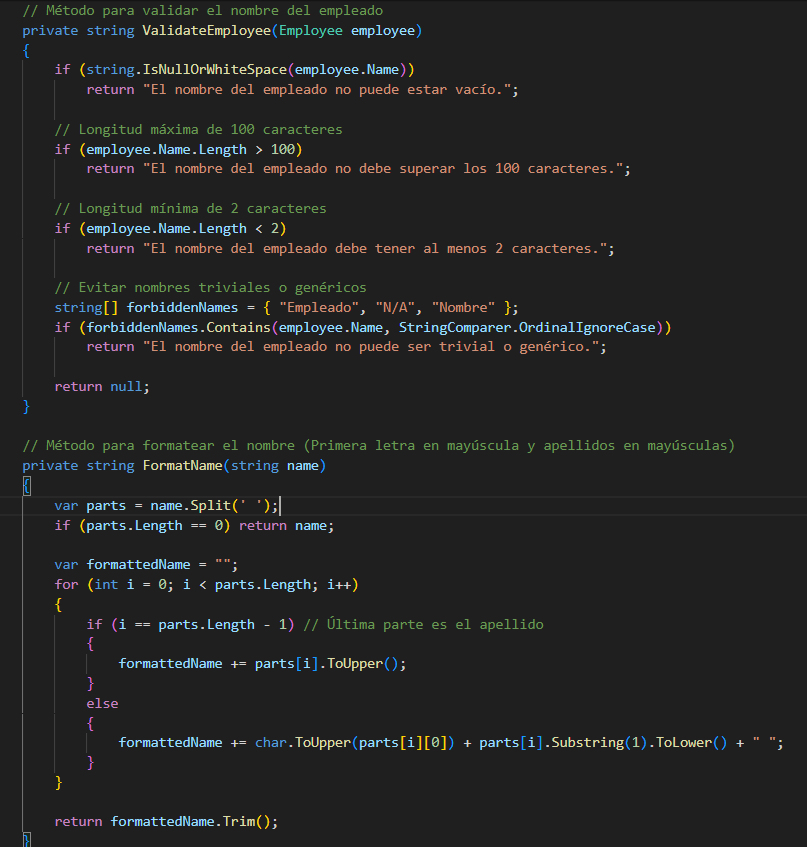 // Método para validar el nombre del empleado
private string ValidateEmployee(Employee employee)
{
    if (string.IsNullOrWhiteSpace(employee.Name))
        return "El nombre del empleado no puede estar vacío.";

    // Longitud máxima de 100 caracteres
    if (employee.Name.Length > 100)
        return "El nombre del empleado no debe superar los 100 caracteres.";

    // Longitud mínima de 2 caracteres
    if (employee.Name.Length < 2)
        return "El nombre del empleado debe tener al menos 2 caracteres.";

    // Evitar nombres triviales o genéricos
    string[] forbiddenNames = { "Empleado", "N/A", "Nombre" };
    if (forbiddenNames.Contains(employee.Name, StringComparer.OrdinalIgnoreCase))
        return "El nombre del empleado no puede ser trivial o genérico.";

    return null;
}

// Método para formatear el nombre (Primera letra en mayúscula y apellidos en mayúsculas)
private string FormatName(string name)
{
    var parts = name.Split(' ');
    if (parts.Length == 0) return name;

    var formattedName = "";
    for (int i = 0; i < parts.Length; i++)
    {
        if (i == parts.Length - 1) // Última parte es el apellido
        {
            formattedName += parts[i].ToUpper();
        }
        else
        {
            formattedName += char.ToUpper(parts[i][0]) + parts[i].Substring(1).ToLower() + " ";
        }
    }

    return formattedName.Trim();
}